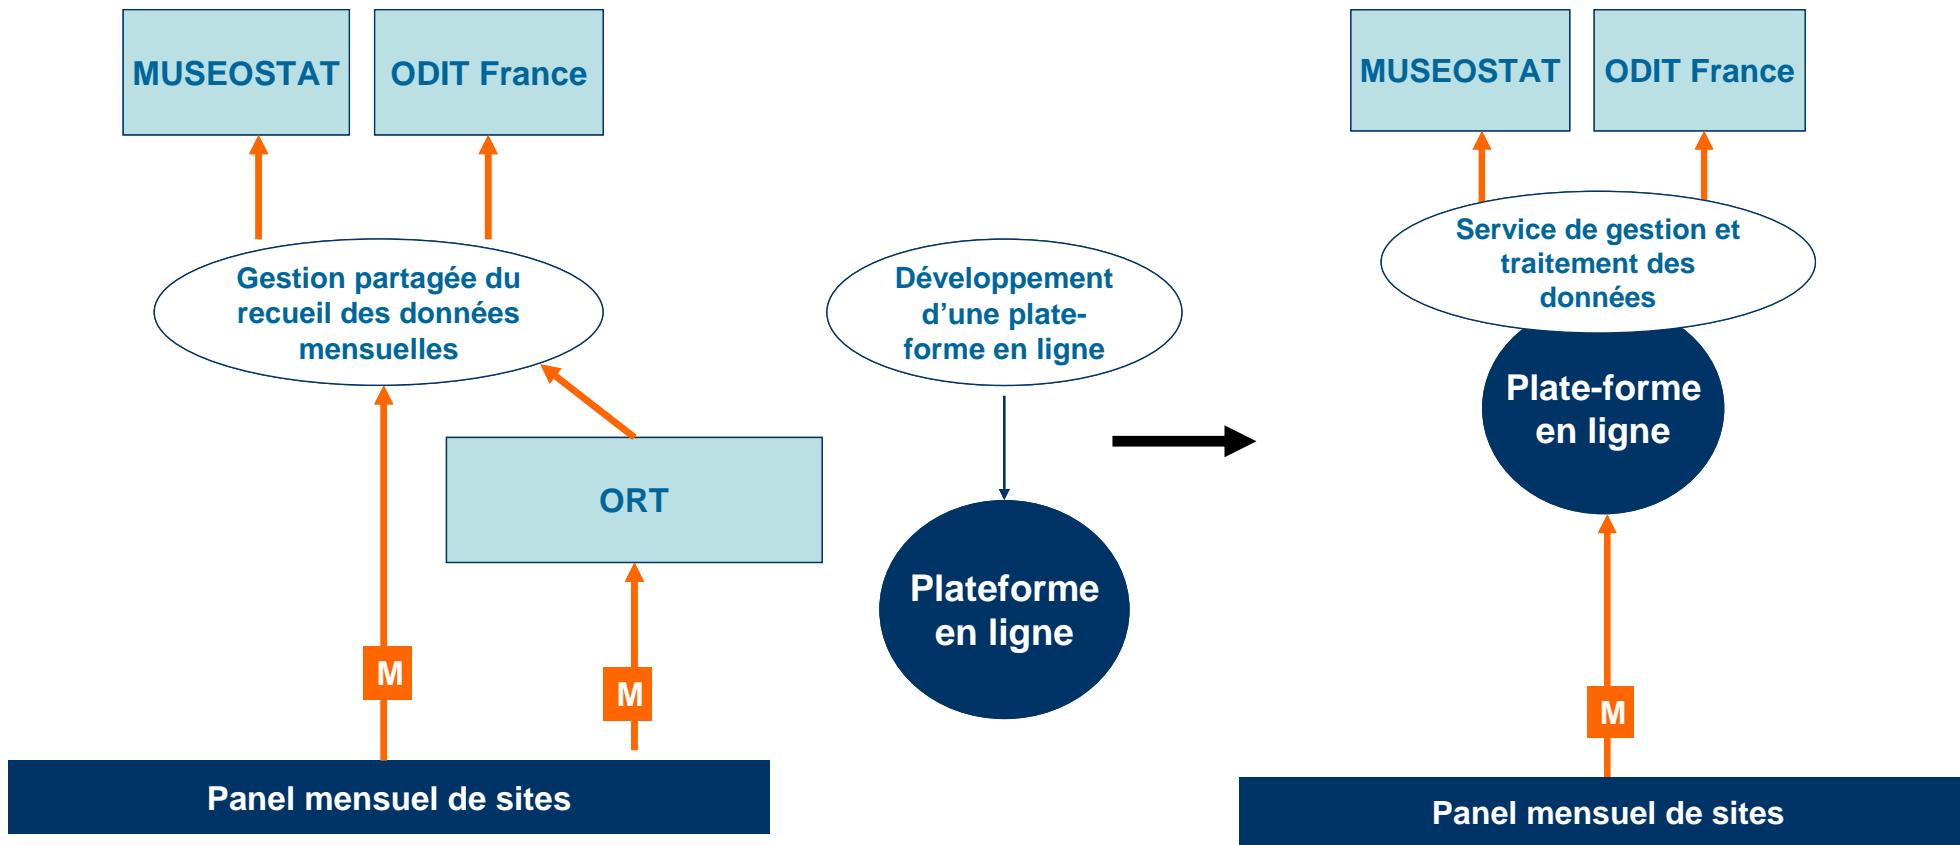 MUSEOSTAT
ODIT France
Gestion partagée du
recueil des données
mensuelles
ORT
M
M
Panel mensuel de sites
Développement
d’une plate-
forme en ligne
Plateforme
en ligne
MUSEOSTAT
ODIT France
Service de gestion et
traitement des
données
Plate-forme
en ligne
M
Panel mensuel de sites